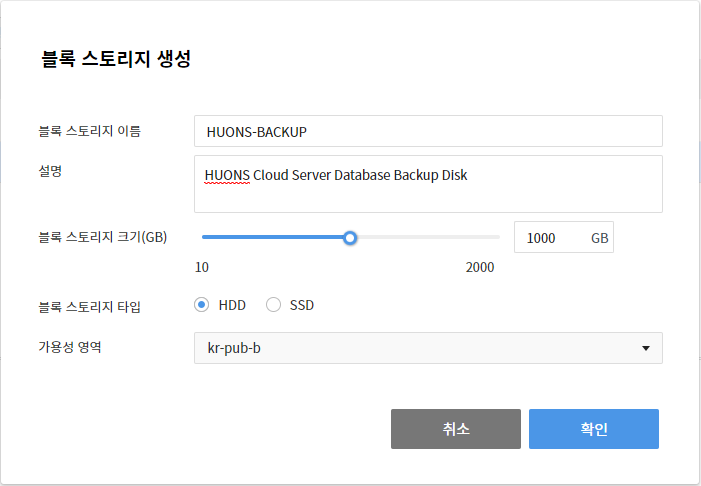 블록 스토리지 생성
블록 스토리지 이름 HUONS-BACKUP
설명 HUONS Cloud Server Database Backup Disk
블록 스토리지 크기(GB) 1000 GB
10 2000
블록 스토리지 타입 HDD SSD
가용성 영역 kr-pub-b
취소 확인